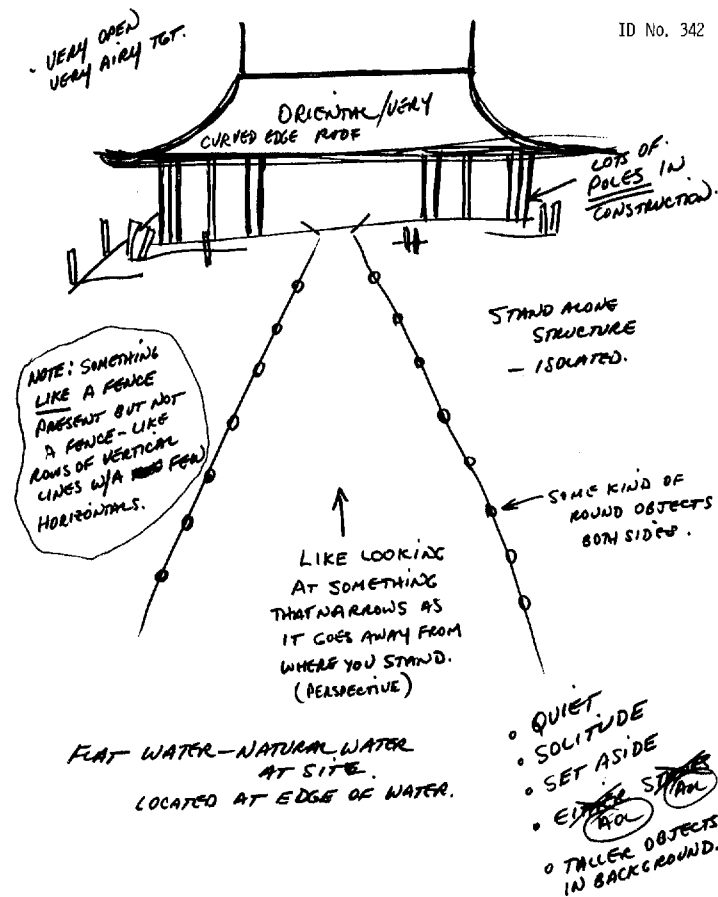 ID No. 342
• VERY OPEN
VERY AIRY TGT.
ORIENTAL/VERY
CURVED EDGE ROOF
LOTS OF
POLES IN
CONSTRUCTION.
STAND ALONE
STRUCTURE
— ISOLATED.
NOTE: SOMETHING
LIKE A FENCE
PRESENT BUT NOT
A FENCE-LIKE
ROWS OF VERTICAL
LINES W/A FEW
HORIZONTALS.
SOME KIND OF
ROUND OBJECTS
BOTH SIDES.
LIKE LOOKING
AT SOMETHING
THAT NARROWS AS
IT GOES AWAY FROM
WHERE YOU STAND.
(PERSPECTIVE)
FLAT WATER—NATURAL WATER
AT SITE.
LOCATED AT EDGE OF WATER.
• QUIET
• SOLITUDE
• SET ASIDE
• EITHER
AOL
AOL
• TALLER OBJECTS
IN BACKGROUND.